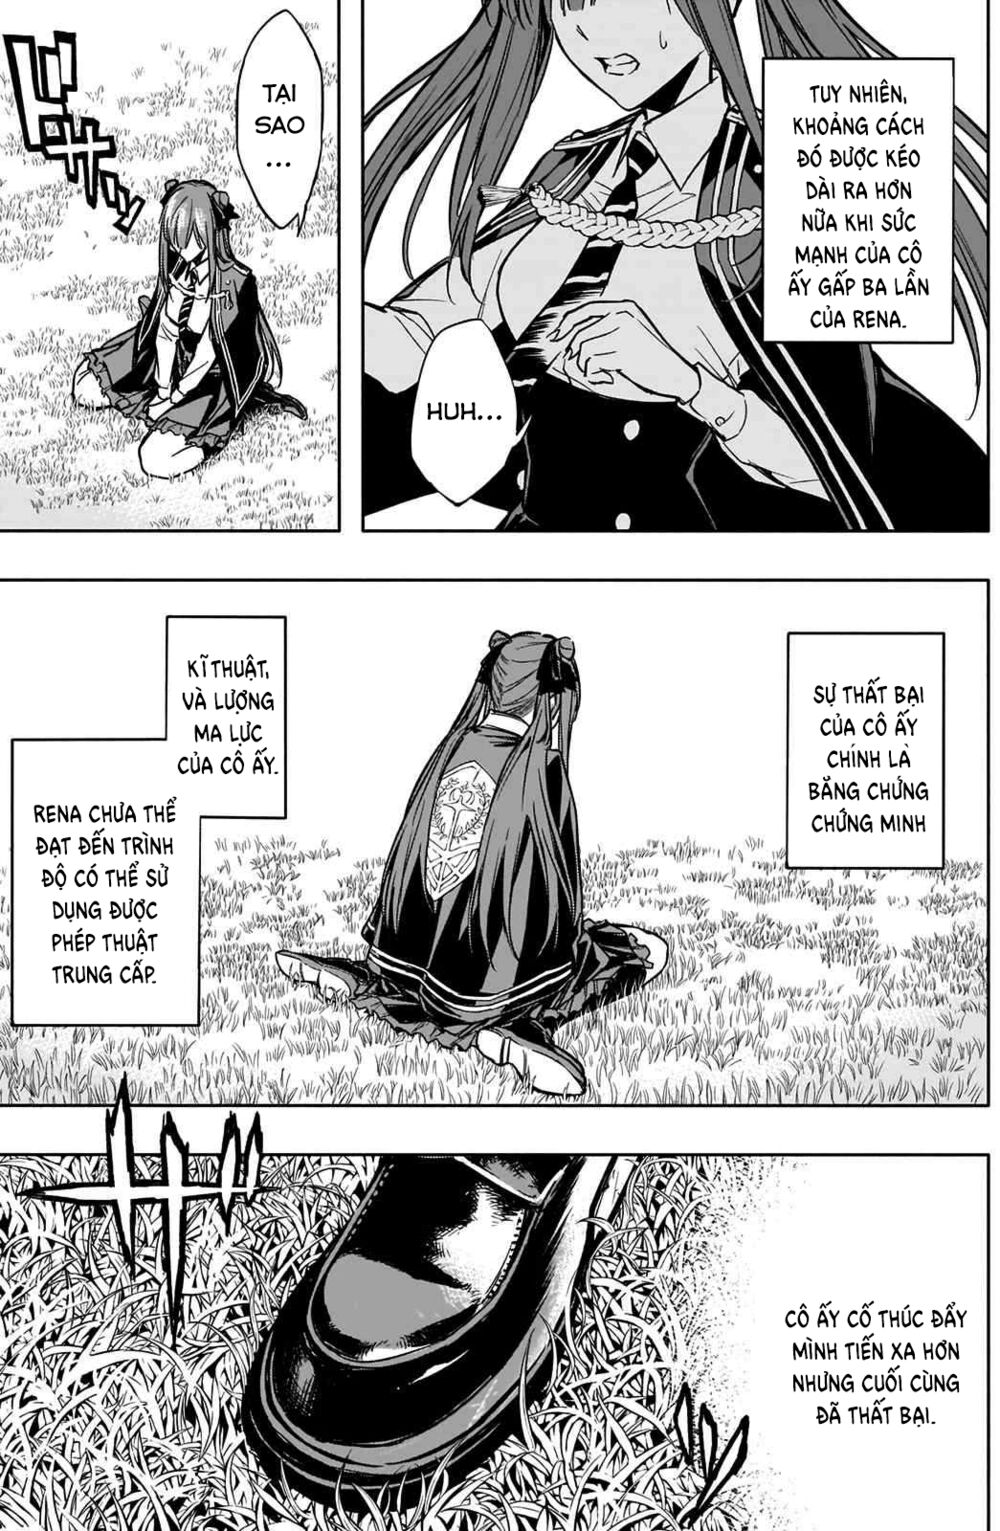 TUY NHIÊN,
KHOẢNG CÁCH
ĐÓ ĐƯỢC KÉO
DÀI RA HƠN
NỮA KHI SỨC
MẠNH CỦA CÔ
ẤY GẤP BA LẦN
CỦA RENA.
HUH...
TẠI
SAO
...
ドサッ
SỰ THẤT BẠI
CỦA CÔ ẤY
CHÍNH LÀ
BẰNG CHỨNG
CHỨNG MINH
KĨ THUẬT,
VÀ LƯỢNG
MA LỰC
CỦA CÔ ẤY.
RENA CHƯA THỂ
ĐẠT ĐẾN TRÌNH
ĐỘ CÓ THỂ SỬ
DỤNG ĐƯỢC
PHÉP THUẬT
TRUNG CẤP.
CÔ ẤY CỐ THÚC ĐẨY
MÌNH TIẾN XA HƠN
NHƯNG CUỐI CÙNG
ĐÃ THẤT BẠI.